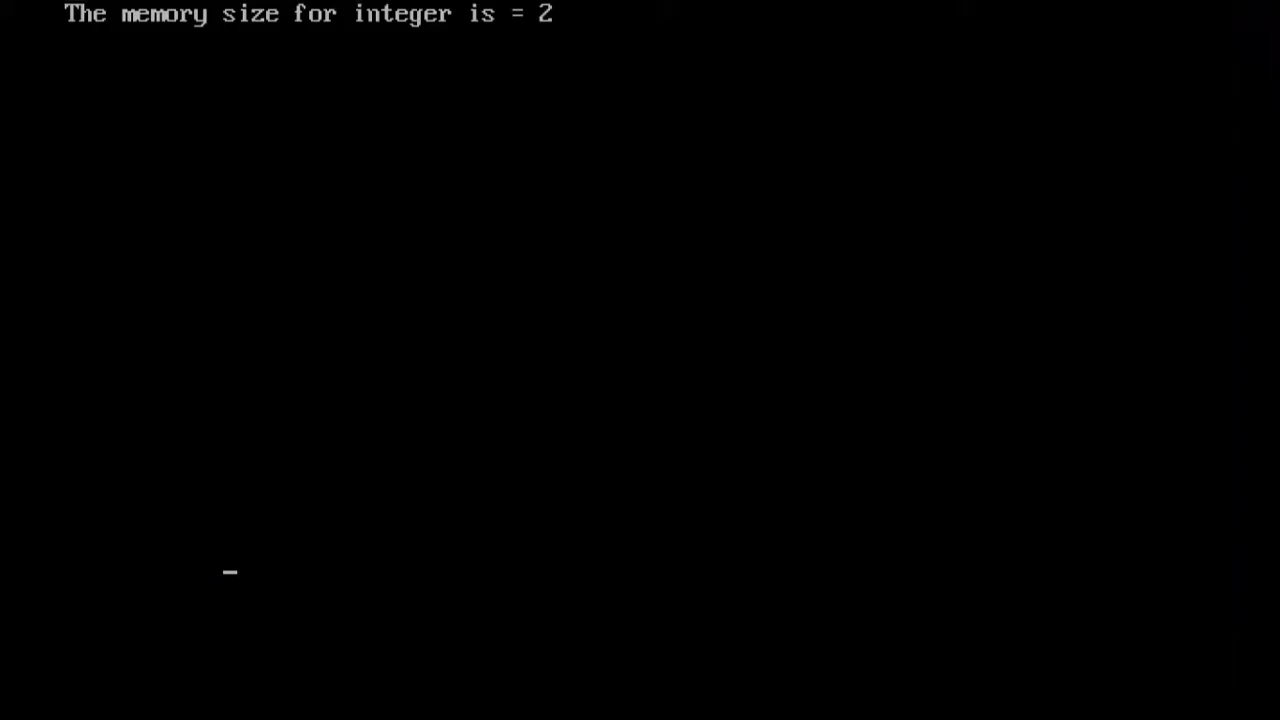 The memory size for integer is = 2